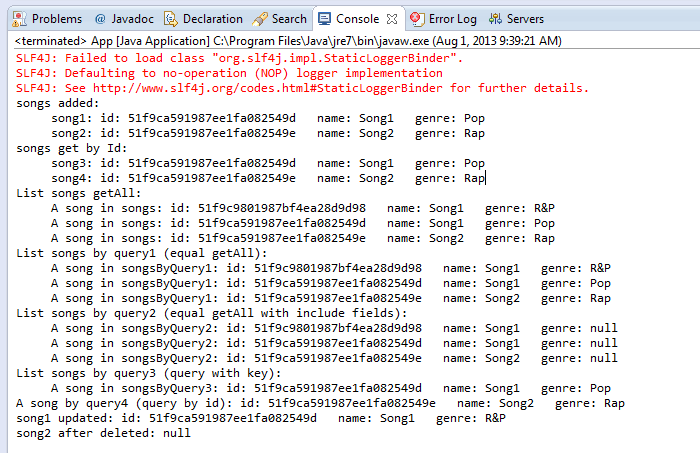 Problems @ Javadoc Declaration Search Console Error Log Servers
<terminated> App [Java Application] C:\Program Files\Java\jre7\bin\javaw.exe (Aug 1, 2013 9:39:21 AM)
SLF4J: Failed to load class "org.slf4j.impl.StaticLoggerBinder".
SLF4J: Defaulting to no-operation (NOP) logger implementation
SLF4J: See http://www.slf4j.org/codes.html#StaticLoggerBinder for further details.
songs added:
song1: id: 51f9ca591987ee1fa082549d name: Song1 genre: Pop
song2: id: 51f9ca591987ee1fa082549e name: Song2 genre: Rap
songs get by Id:
song3: id: 51f9ca591987ee1fa082549d name: Song1 genre: Pop
song4: id: 51f9ca591987ee1fa082549e name: Song2 genre: Rap
List songs getAll:
A song in songs: id: 51f9c9801987bf4ea28d9d98 name: Song1 genre: R&P
A song in songs: id: 51f9ca591987ee1fa082549d name: Song1 genre: Pop
A song in songs: id: 51f9ca591987ee1fa082549e name: Song2 genre: Rap
List songs by query1 (equal getAll):
A song in songsByQuery1: id: 51f9c9801987bf4ea28d9d98 name: Song1 genre: R&P
A song in songsByQuery1: id: 51f9ca591987ee1fa082549d name: Song1 genre: Pop
A song in songsByQuery1: id: 51f9ca591987ee1fa082549e name: Song2 genre: Rap
List songs by query2 (equal getAll with include fields):
A song in songsByQuery2: id: 51f9c9801987bf4ea28d9d98 name: Song1 genre: null
A song in songsByQuery2: id: 51f9ca591987ee1fa082549d name: Song1 genre: null
A song in songsByQuery2: id: 51f9ca591987ee1fa082549e name: Song2 genre: null
List songs by query3 (query with key):
A song in songsByQuery3: id: 51f9ca591987ee1fa082549d name: Song1 genre: Pop
A song by query4 (query by id): id: 51f9ca591987ee1fa082549e name: Song2 genre: Rap
song1 updated: id: 51f9ca591987ee1fa082549d name: Song1 genre: R&P
song2 after deleted: null